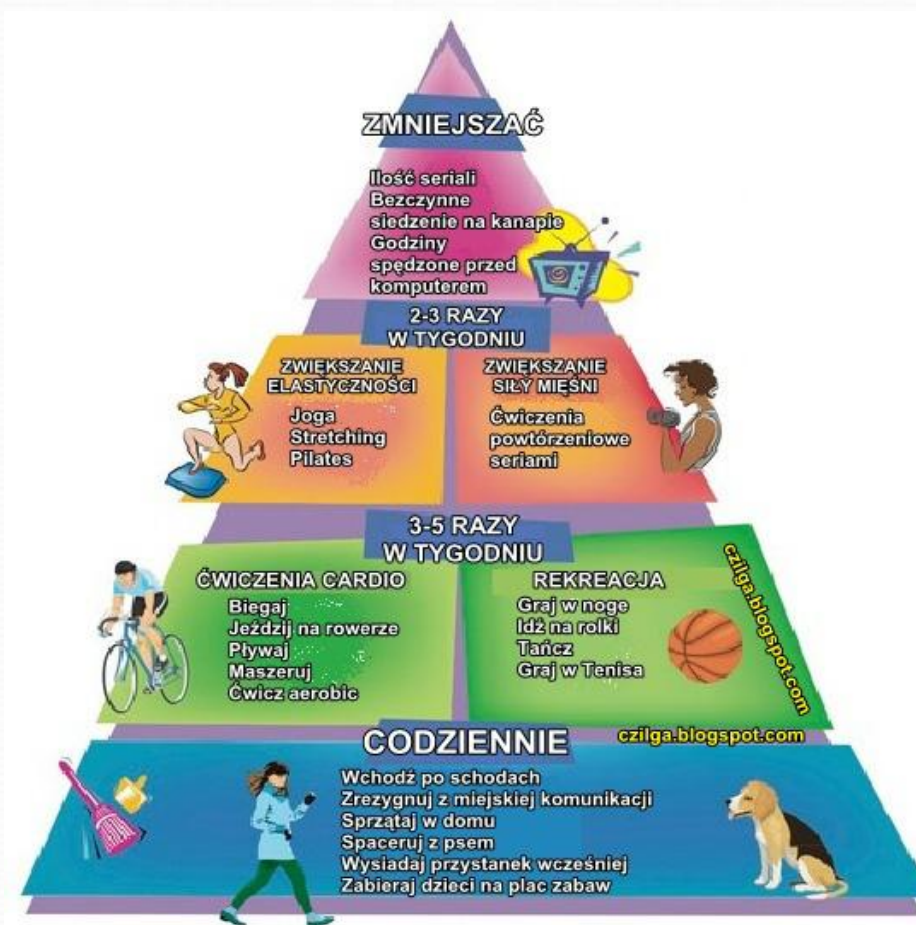 ZMNIEJSZAĆ
Ilość seriali
Bezczynne
siedzenie na kanapie
Godziny
spędzone przed
komputerem
2-3 RAZY
W TYGODNIU
ZWIĘKSZANIE
ELASTYCZNOŚCI
Joga
Stretching
Pilates
ZWIĘKSZANIE
SIŁY MIĘŚNI
Ćwiczenia
powtórzeniowe
seriami
3-5 RAZY
W TYGODNIU
ĆWICZENIA CARDIO
Biegaj
Jeździj na rowerze
Pływaj
Maszeruj
Ćwicz aerobic
REKREACJA
Graj w noge
Idź na rolki
Tańcz
Graj w Tenisa
czilga.blogspot.com
czilga.blogspot.com
CODZIENNIE
Wchodź po schodach
Zrezygnuj z miejskiej komunikacji
Sprzątaj w domu
Spaceruj z psem
Wysiadaj przystanek wcześniej
Zabieraj dzieci na plac zabaw